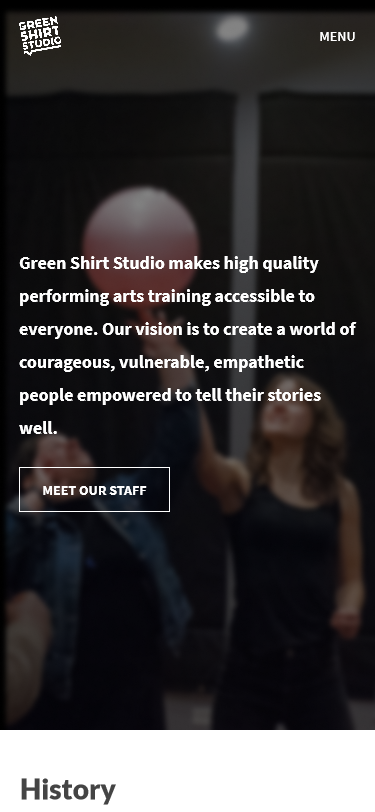 GREEN
SHIRT
STUDIO
MENU
Green Shirt Studio makes high quality
performing arts training accessible to
everyone. Our vision is to create a world of
courageous, vulnerable, empathetic
people empowered to tell their stories
well.
MEET OUR STAFF
History